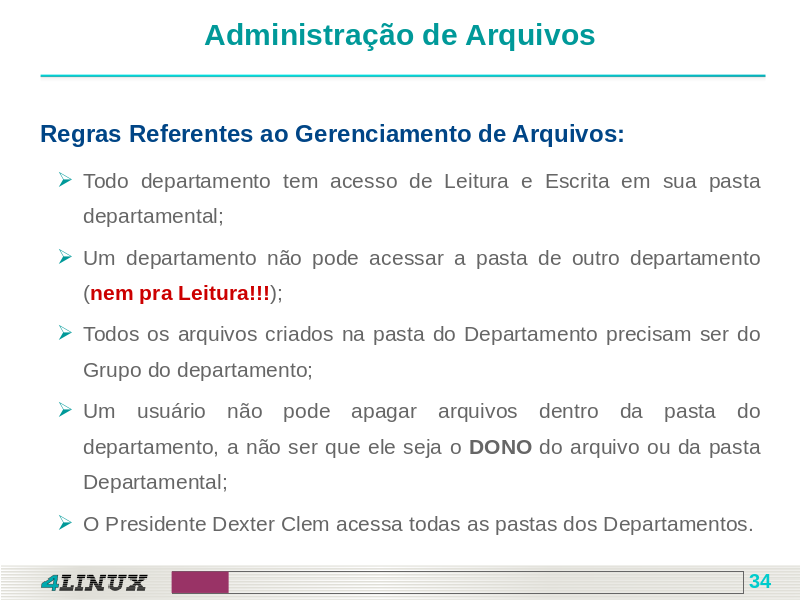 Administração de Arquivos
Regras Referentes ao Gerenciamento de Arquivos:
Todo departamento tem acesso de Leitura e Escrita em sua pasta
departamental;
Um departamento não pode acessar a pasta de outro departamento
(nem pra Leitura!!!);
Todos os arquivos criados na pasta do Departamento precisam ser do
Grupo do departamento;
Um usuário não pode apagar arquivos dentro da pasta do
departamento, a não ser que ele seja o DONO do arquivo ou da pasta
Departamental;
O Presidente Dexter Clem acessa todas as pastas dos Departamentos.
4LINUX
34